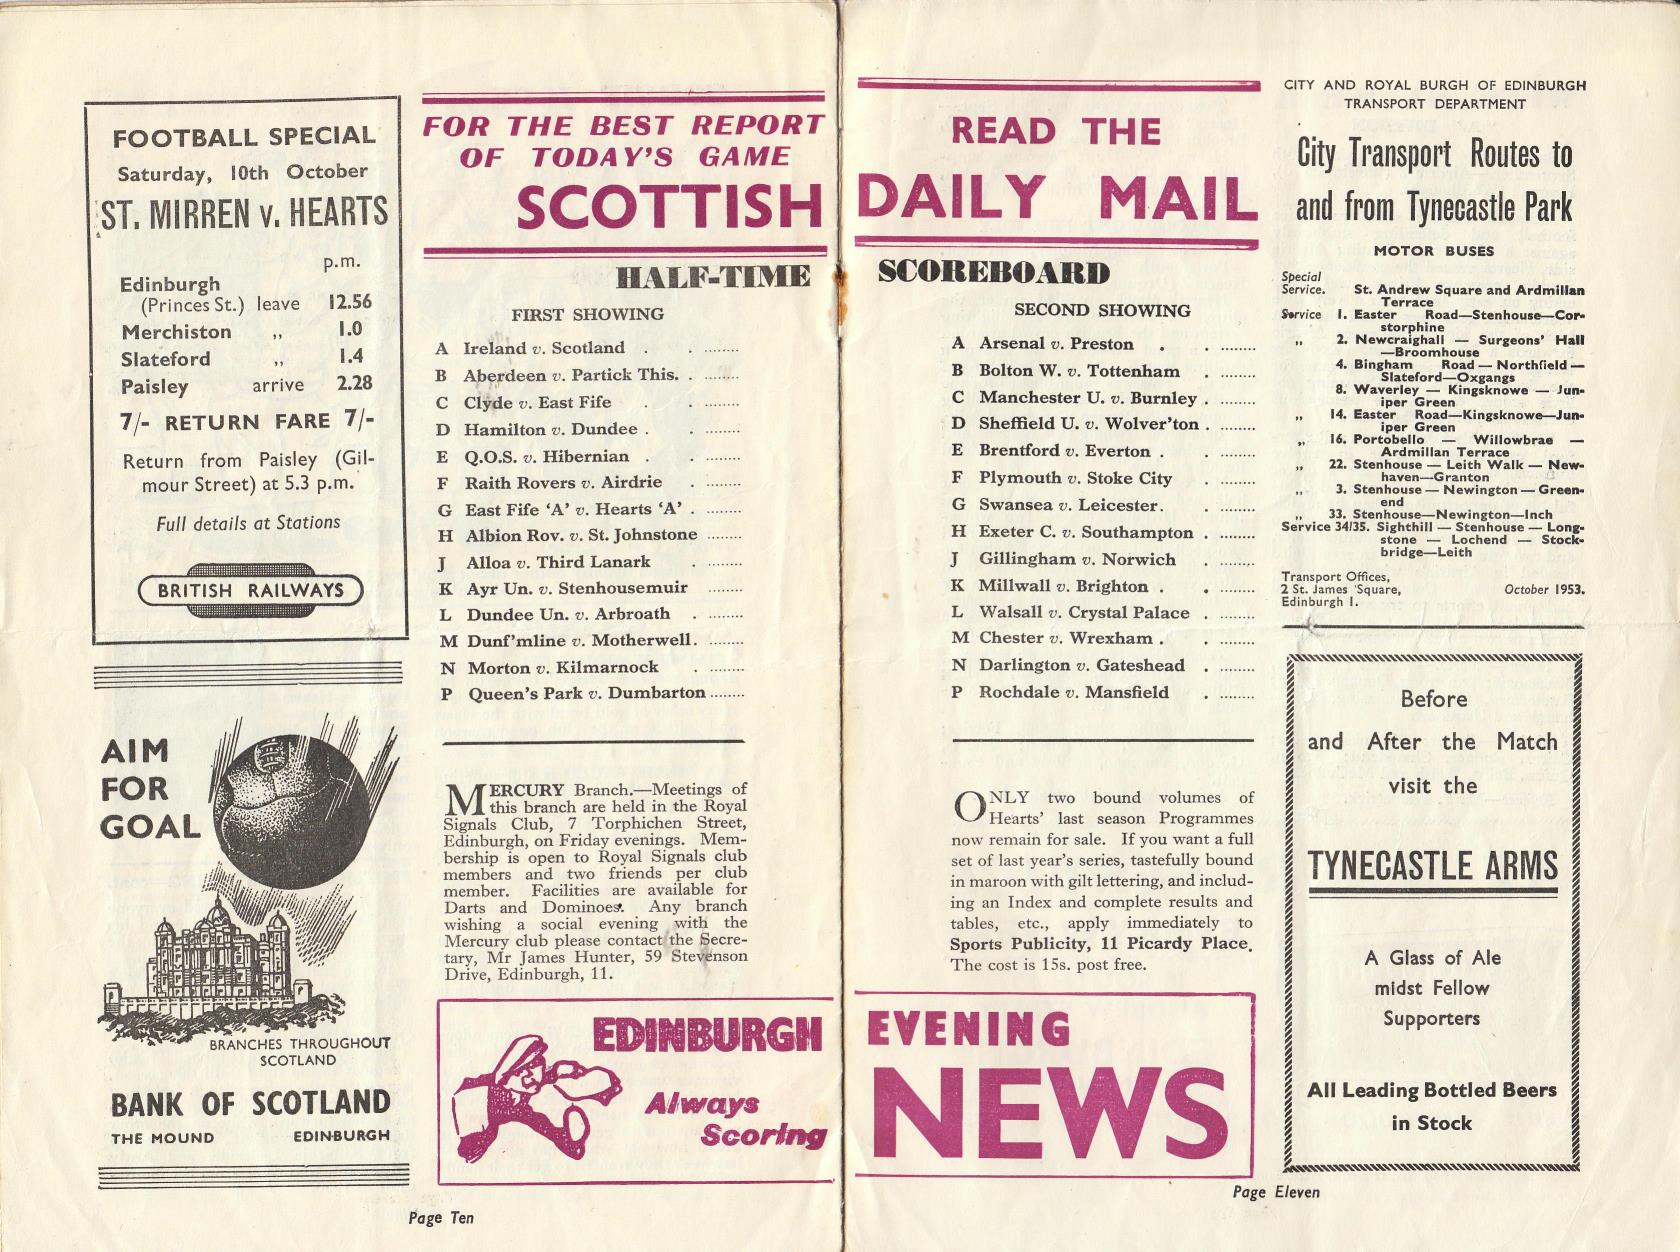 FOOTBALL SPECIAL
Saturday, 10th October
ST. MIRREN v. HEARTS
p.m.
Edinburgh
(Princes St.) leave 12.56
Merchiston ,, 1.0
Slateford ,, 1.4
Paisley arrive 2.28
7/- RETURN FARE 7/-
Return from Paisley (Gil-
mour Street) at 5.3 p.m.
Full details at Stations
BRITISH RAILWAYS
AIM
FOR
GOAL
BRANCHES THROUGHOUT
SCOTLAND
BANK OF SCOTLAND
THE MOUND EDINBURGH
FOR THE BEST REPORT
OF TODAY'S GAME
SCOTTISH
HALF-TIME
FIRST SHOWING
A Ireland v. Scotland . . ........
B Aberdeen v. Partick This. . ........
C Clyde v. East Fife . . ........
D Hamilton v. Dundee . . ........
E Q.O.S. v. Hibernian . . ........
F Raith Rovers v. Airdrie . ........
G East Fife 'A' v. Hearts 'A' . ........
H Albion Rov. v. St. Johnstone ........
J Alloa v. Third Lanark . ........
K Ayr Un. v. Stenhousemuir ........
L Dundee Un. v. Arbroath . ........
M Dunf'mline v. Motherwell. ........
N Morton v. Kilmarnock . ........
P Queen's Park v. Dumbarton ........
MERCURY Branch.—Meetings of
this branch are held in the Royal
Signals Club, 7 Torphichen Street,
Edinburgh, on Friday evenings. Mem-
bership is open to Royal Signals club
members and two friends per club
member. Facilities are available for
Darts and Dominoes. Any branch
wishing a social evening with the
Mercury club please contact the Secre-
tary, Mr James Hunter, 59 Stevenson
Drive, Edinburgh, 11.
EDINBURGH
Always
Scoring
Page Ten
READ THE
DAILY MAIL
SCOREBOARD
SECOND SHOWING
A Arsenal v. Preston . . ........
B Bolton W. v. Tottenham . ........
C Manchester U. v. Burnley . ........
D Sheffield U. v. Wolver'ton . ........
E Brentford v. Everton . . ........
F Plymouth v. Stoke City . ........
G Swansea v. Leicester. . ........
H Exeter C. v. Southampton . ........
J Gillingham v. Norwich . ........
K Millwall v. Brighton . . ........
L Walsall v. Crystal Palace . ........
M Chester v. Wrexham . . ........
N Darlington v. Gateshead . ........
P Rochdale v. Mansfield . ........
ONLY two bound volumes of
Hearts' last season Programmes
now remain for sale. If you want a full
set of last year's series, tastefully bound
in maroon with gilt lettering, and includ-
ing an Index and complete results and
tables, etc., apply immediately to
Sports Publicity, 11 Picardy Place.
The cost is 15s. post free.
EVENING
NEWS
CITY AND ROYAL BURGH OF EDINBURGH
TRANSPORT DEPARTMENT
City Transport Routes to
and from Tynecastle Park
MOTOR BUSES
Special
Service. St. Andrew Square and Ardmillan
Terrace
Service 1. Easter Road—Stenhouse—Cor-
storphine
,, 2. Newcraighall — Surgeons' Hall
—Broomhouse
4. Bingham Road — Northfield —
Slateford—Oxgangs
8. Waverley — Kingsknowe — Jun-
iper Green
,, 14. Easter Road—Kingsknowe—Jun-
iper Green
,, 16. Portobello — Willowbrae —
Ardmillan Terrace
,, 22. Stenhouse — Leith Walk — New-
haven—Granton
,, 3. Stenhouse — Newington — Green-
end
,, 33. Stenhouse—Newington—Inch
Service 34/35. Sighthill — Stenhouse — Long-
stone — Lochend — Stock-
bridge—Leith
Transport Offices,
2 St. James 'Square, October 1953.
Edinburgh 1.
Before
and After the Match
visit the
TYNECASTLE ARMS
A Glass of Ale
midst Fellow
Supporters
All Leading Bottled Beers
in Stock
Page Eleven